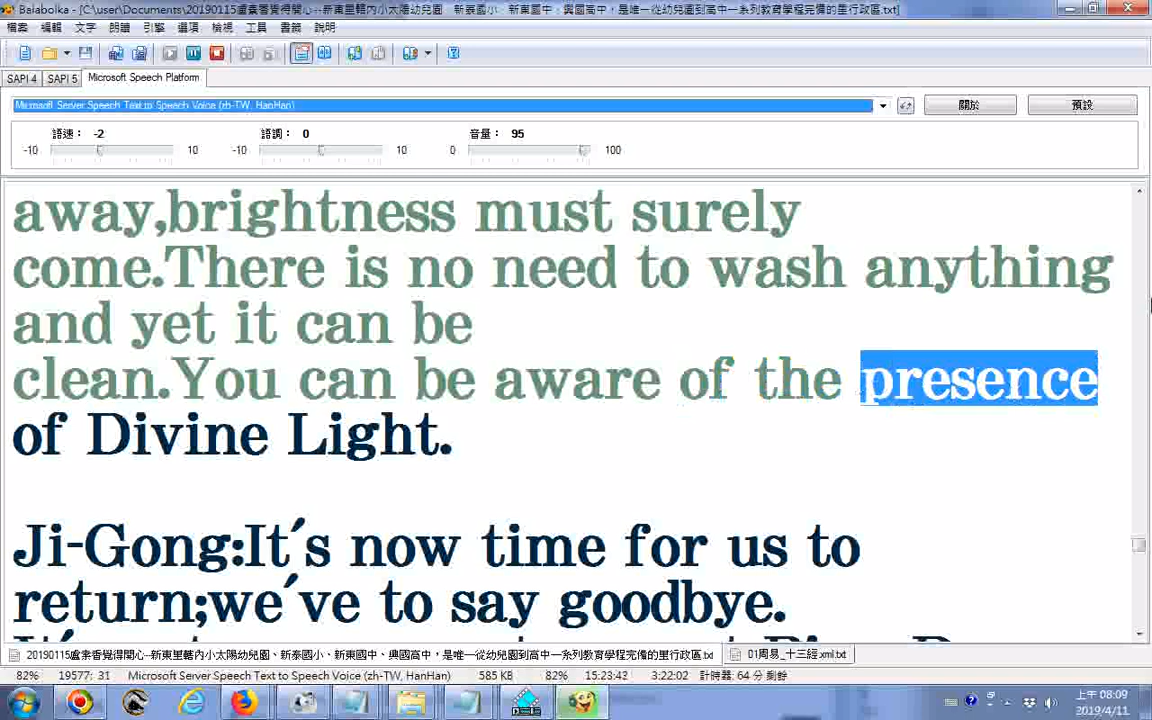 Balabolka - [C:\user\Documents\20190115盧素香覺得開心--新東里轄內小太陽幼兒園、新泰國小、新東國中、興國高中，是唯一從幼兒園到高中一系列教育學程完備的里行政區.txt]
檔案 編輯 文字 朗讀 引擎 選項 檢視 工具 書籤 說明
SAPI 4 SAPI 5 Microsoft Speech Platform
Microsoft Server Speech Text to Speech Voice (zh-TW, HanHan) 關於 預設
語速： -2 語調： 0 音量： 95
-10 10 -10 10 0 100
away,brightness must surely
come.There is no need to wash anything
and yet it can be
clean.You can be aware of the presence
of Divine Light.
Ji-Gong:It's now time for us to
return;we've to say goodbye.
20190115盧素香覺得開心--新東里轄內小太陽幼兒園、新泰國小、新東國中、興國高中，是唯一從幼兒園到高中一系列教育學程完備的里行政區.txt 01周易_十三經.xml.txt
82% 19577: 31 Microsoft Server Speech Text to Speech Voice (zh-TW, HanHan) 585 KB 82% 15:23:42 3:22:02 計時器: 64 分 剩餘
上午 08:09
2019/4/11